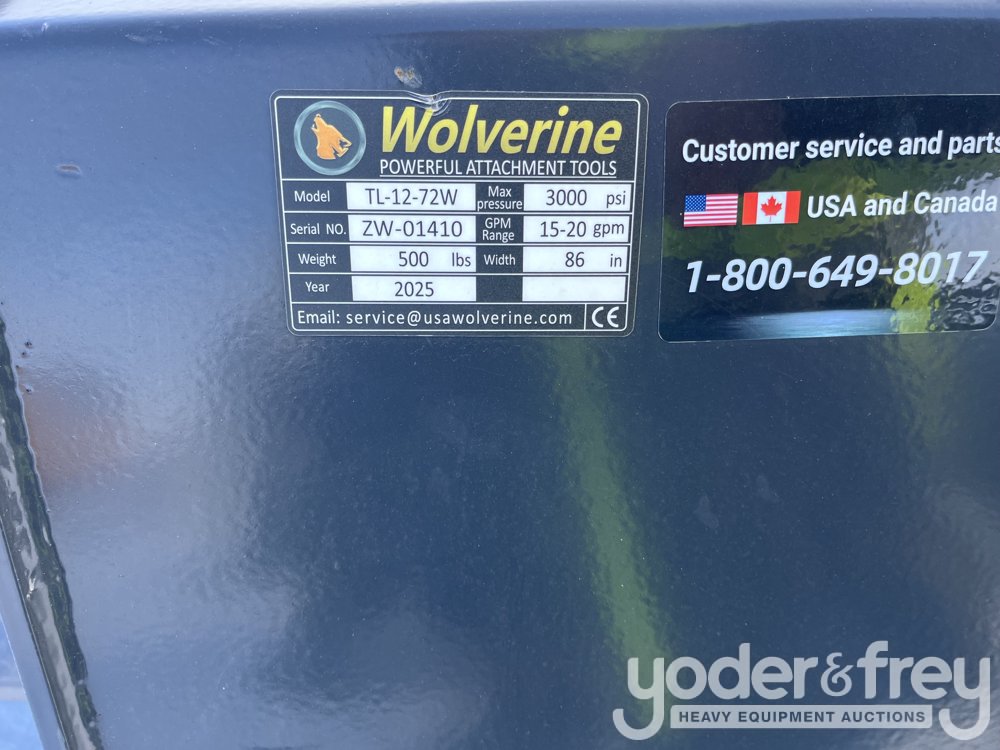 Wolverine
POWERFUL ATTACHMENT TOOLS
Model TL-12-72W Max pressure 3000 psi
Serial NO. ZW-01410 GPM Range 15-20 gpm
Weight 500 lbs Width 86 in
Year 2025
Email: service@usawolverine.com CE
Customer service and parts
USA and Canada
1-800-649-8017
yoder&frey
HEAVY EQUIPMENT AUCTIONS